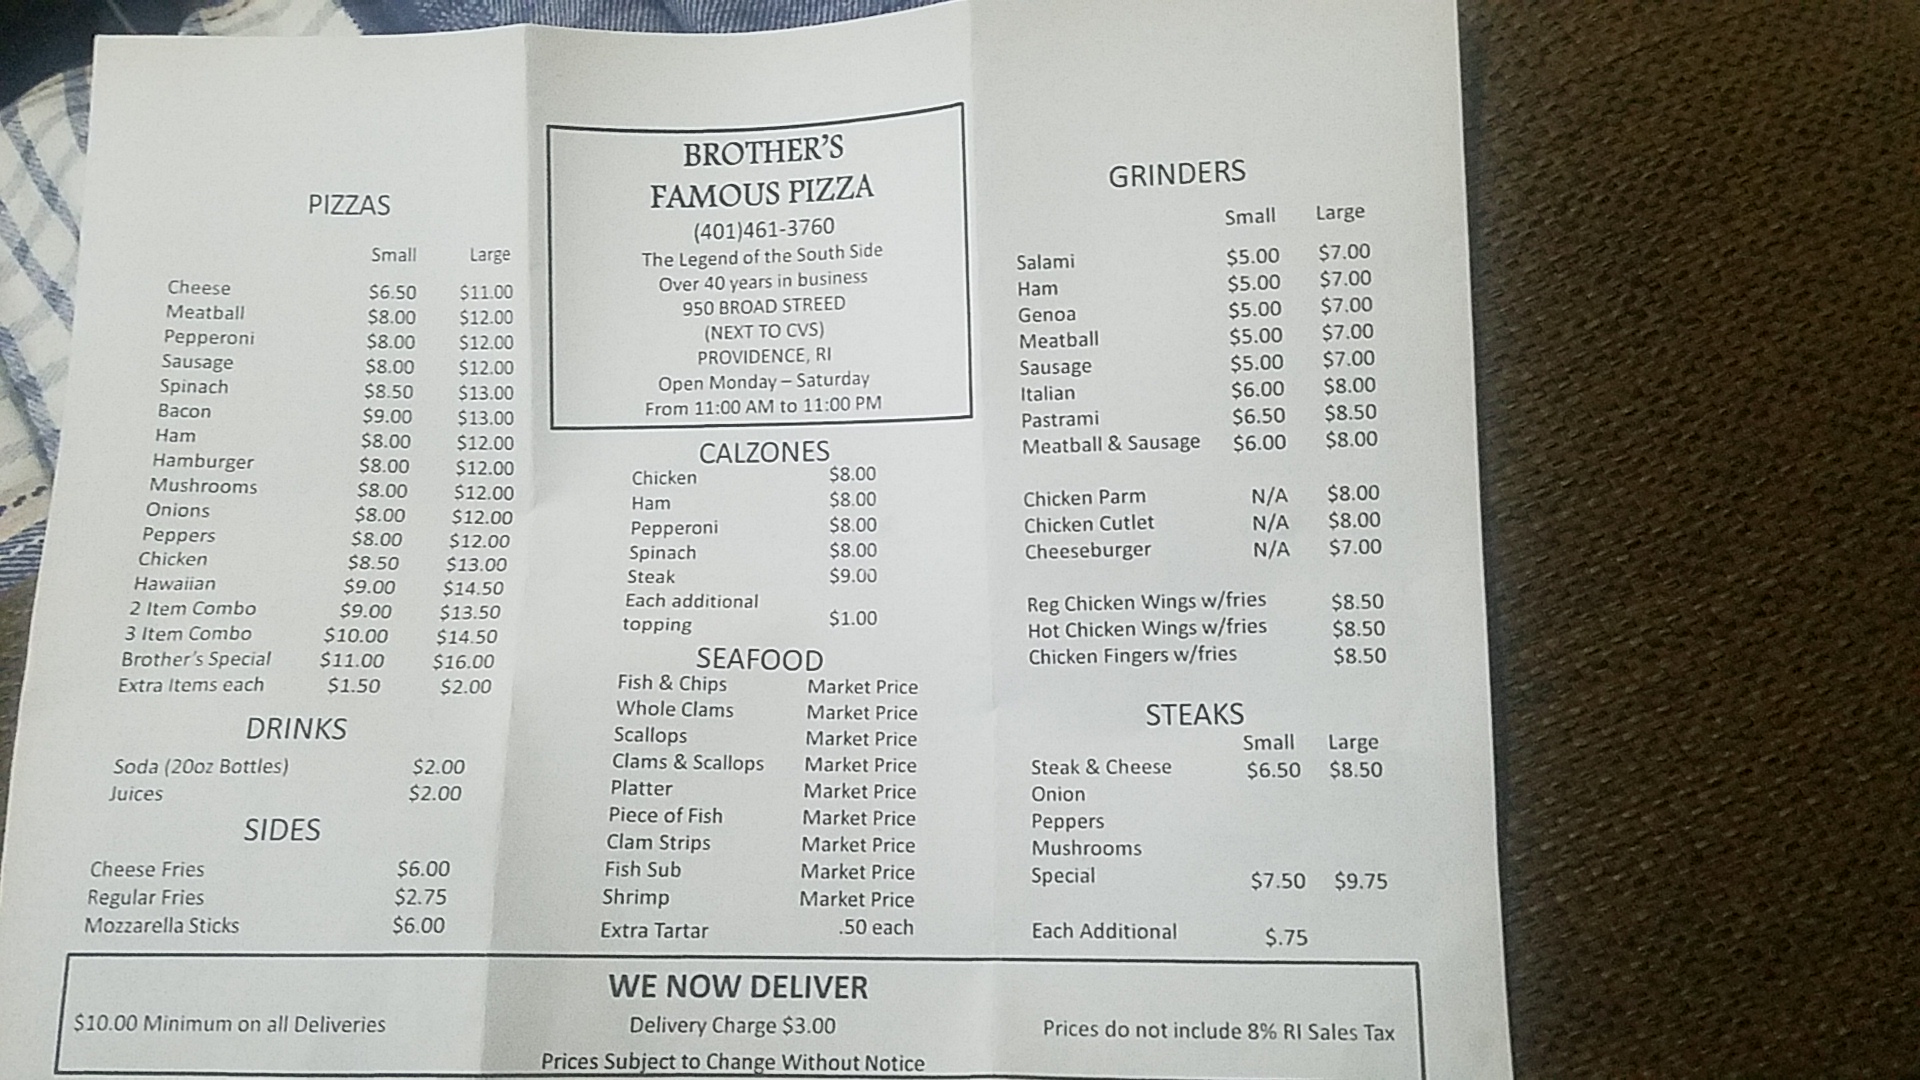 PIZZAS
Small Large
Cheese $6.50 $11.00
Meatball $8.00 $12.00
Pepperoni $8.00 $12.00
Sausage $8.00 $12.00
Spinach $8.50 $13.00
Bacon $9.00 $13.00
Ham $8.00 $12.00
Hamburger $8.00 $12.00
Mushrooms $8.00 $12.00
Onions $8.00 $12.00
Peppers $8.00 $12.00
Chicken $8.50 $13.00
Hawaiian $9.00 $14.50
2 Item Combo $9.00 $13.50
3 Item Combo $10.00 $14.50
Brother's Special $11.00 $16.00
Extra Items each $1.50 $2.00
DRINKS
Soda (20oz Bottles) $2.00
Juices $2.00
SIDES
Cheese Fries $6.00
Regular Fries $2.75
Mozzarella Sticks $6.00
BROTHER'S
FAMOUS PIZZA
(401)461-3760
The Legend of the South Side
Over 40 years in business
950 BROAD STREED
(NEXT TO CVS)
PROVIDENCE, RI
Open Monday – Saturday
From 11:00 AM to 11:00 PM
CALZONES
Chicken $8.00
Ham $8.00
Pepperoni $8.00
Spinach $8.00
Steak $9.00
Each additional
topping $1.00
SEAFOOD
Fish & Chips Market Price
Whole Clams Market Price
Scallops Market Price
Clams & Scallops Market Price
Platter Market Price
Piece of Fish Market Price
Clam Strips Market Price
Fish Sub Market Price
Shrimp Market Price
Extra Tartar .50 each
GRINDERS
Small Large
Salami $5.00 $7.00
Ham $5.00 $7.00
Genoa $5.00 $7.00
Meatball $5.00 $7.00
Sausage $5.00 $7.00
Italian $6.00 $8.00
Pastrami $6.50 $8.50
Meatball & Sausage $6.00 $8.00
Chicken Parm N/A $8.00
Chicken Cutlet N/A $8.00
Cheeseburger N/A $7.00
Reg Chicken Wings w/fries $8.50
Hot Chicken Wings w/fries $8.50
Chicken Fingers w/fries $8.50
STEAKS
Small Large
Steak & Cheese $6.50 $8.50
Onion
Peppers
Mushrooms
Special $7.50 $9.75
Each Additional $.75
WE NOW DELIVER
$10.00 Minimum on all Deliveries
Delivery Charge $3.00
Prices do not include 8% RI Sales Tax
Prices Subject to Change Without Notice